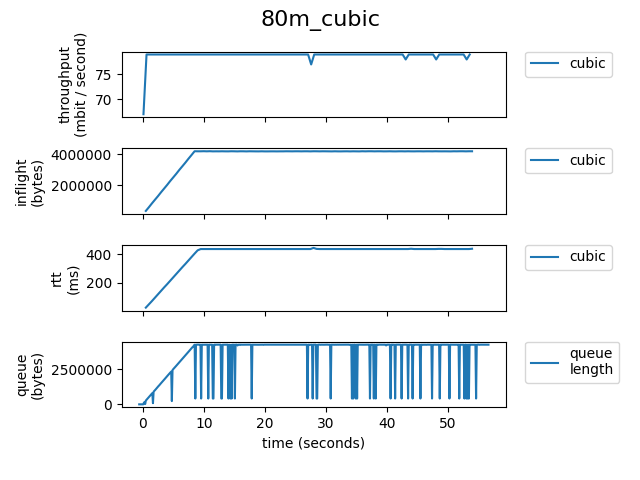 80m_cubic
throughput
(mbit / second)
75
70
cubic
inflight
(bytes)
4000000
2000000
cubic
rtt
(ms)
400
200
cubic
queue
(bytes)
2500000
0
queue
length
0 10 20 30 40 50
time (seconds)